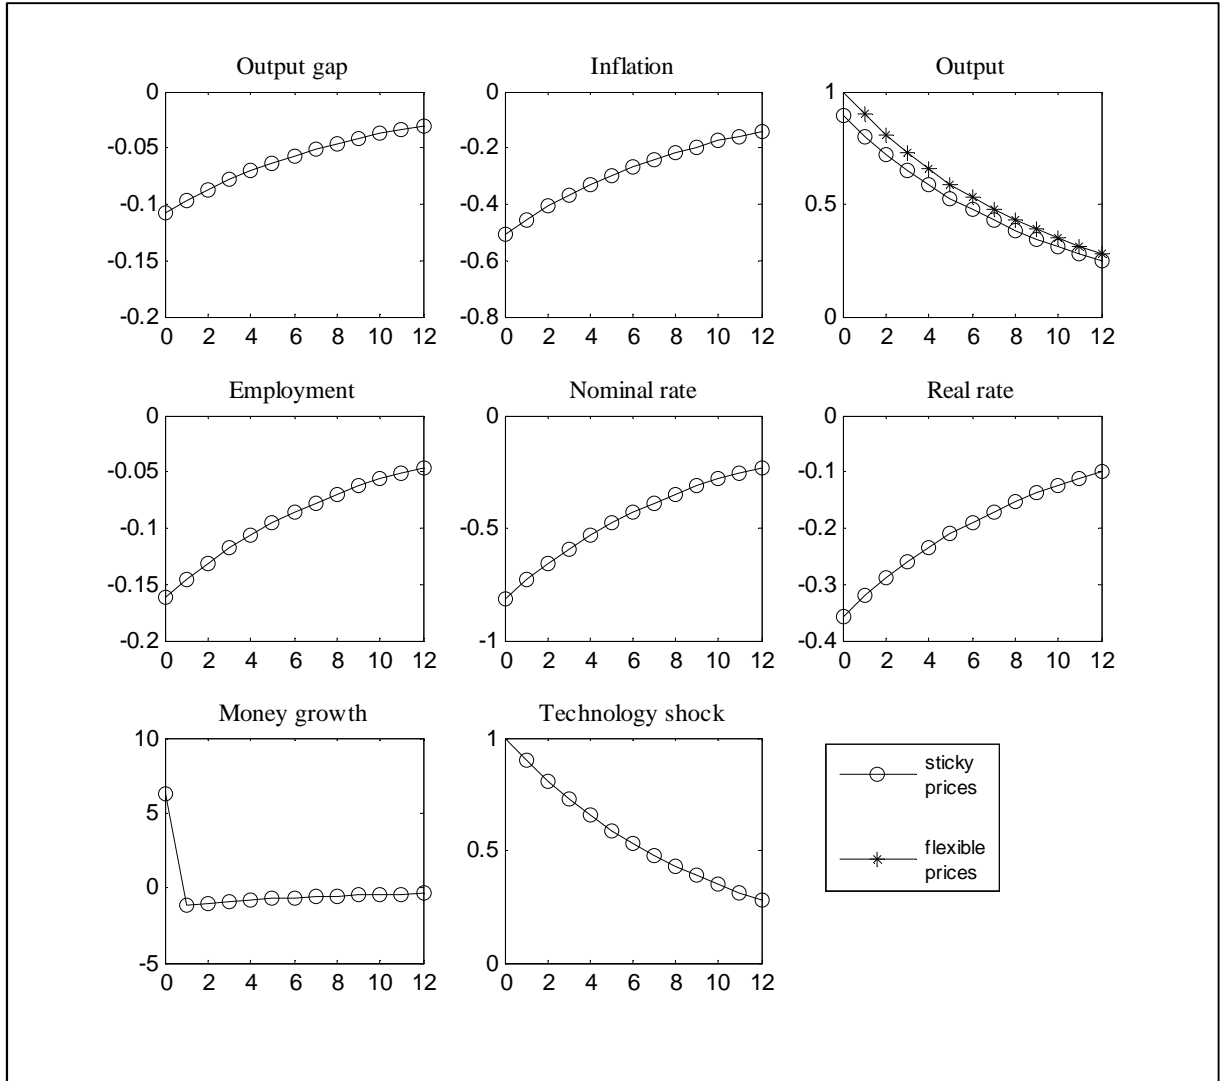 Output gap Inflation Output
0 0 1
-0.05 -0.2
-0.1 -0.4 0.5
-0.15 -0.6
-0.2 -0.8 0
0 2 4 6 8 10 12 0 2 4 6 8 10 12 0 2 4 6 8 10 12
Employment Nominal rate Real rate
0 0 0
-0.05 -0.1
-0.1 -0.5 -0.2
-0.15 -0.3
-0.2 -1 -0.4
0 2 4 6 8 10 12 0 2 4 6 8 10 12 0 2 4 6 8 10 12
Money growth Technology shock
10 1
5 0.5
0
-5 0
0 2 4 6 8 10 12 0 2 4 6 8 10 12
sticky
prices
flexible
prices